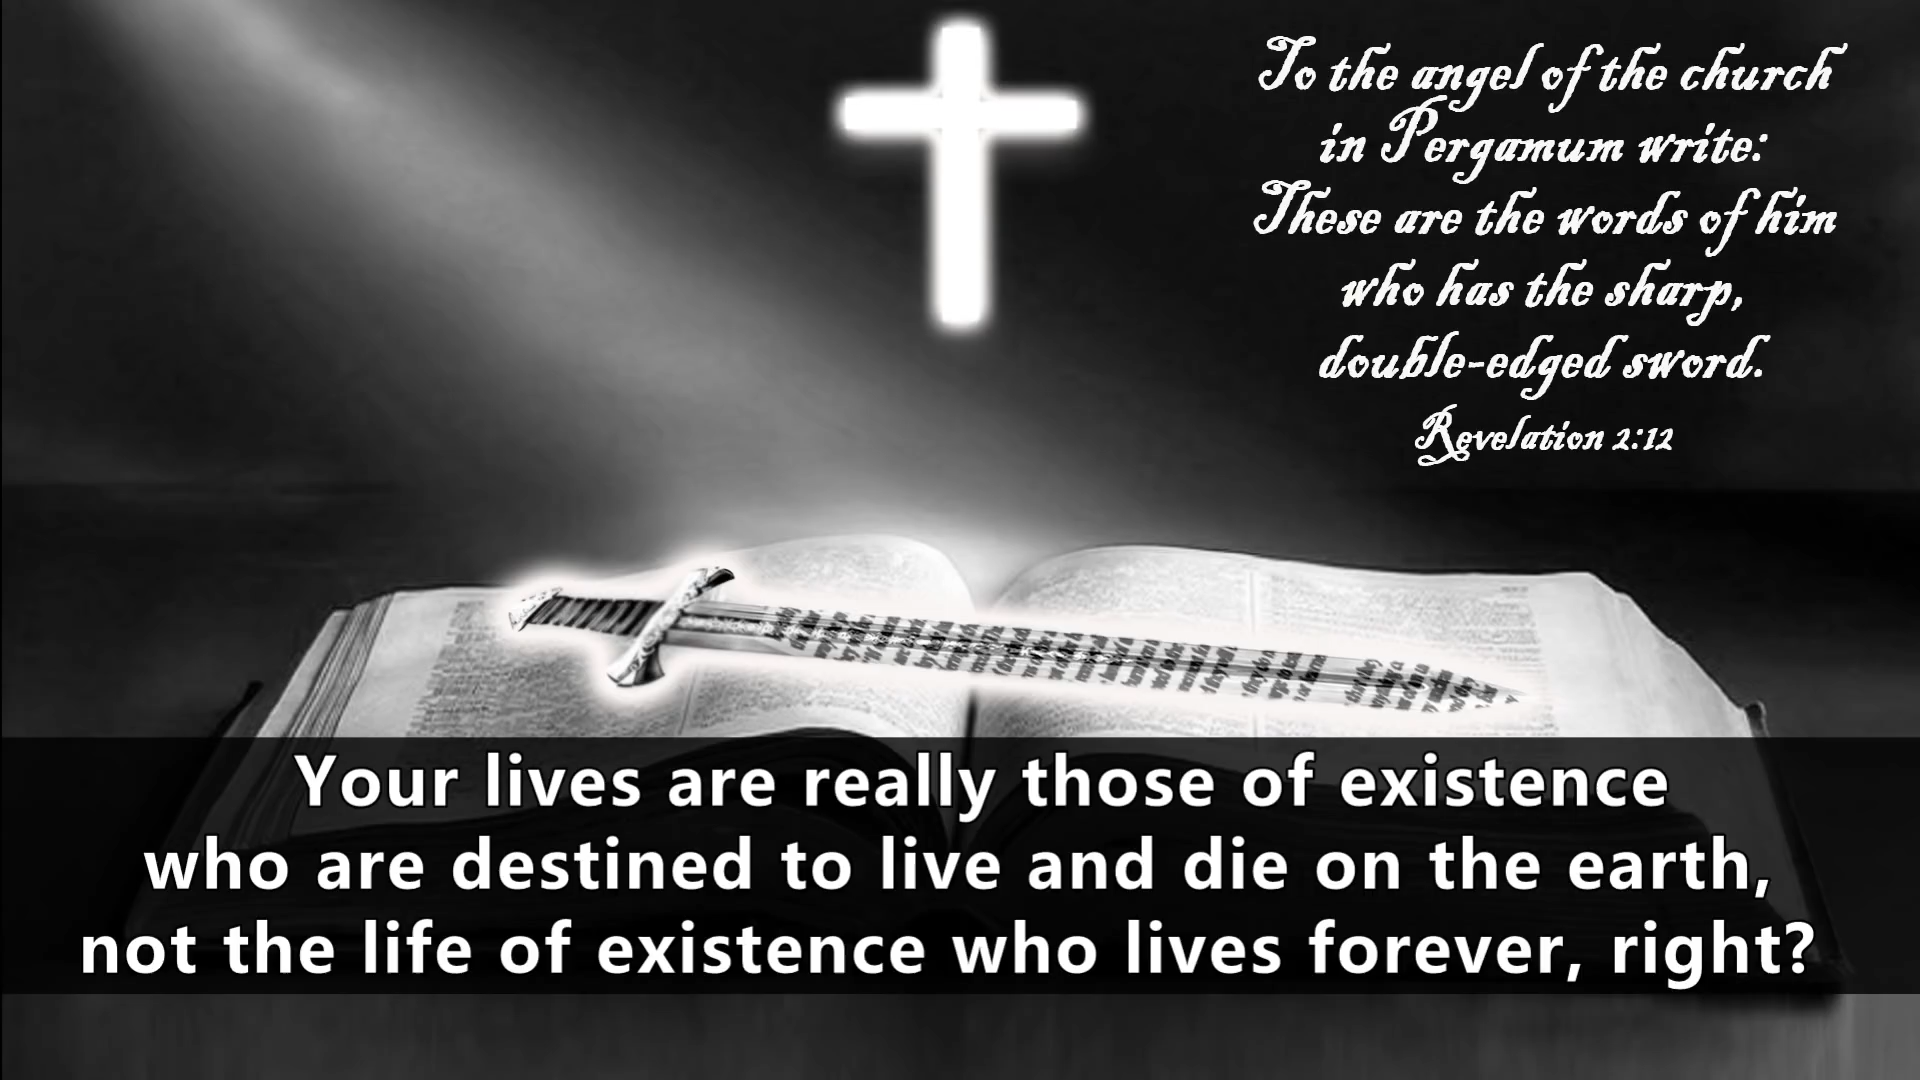 To the angel of the church
in Pergamum write:
These are the words of him
who has the sharp,
double-edged sword.
Revelation 2:12
Your lives are really those of existence
who are destined to live and die on the earth,
not the life of existence who lives forever, right?